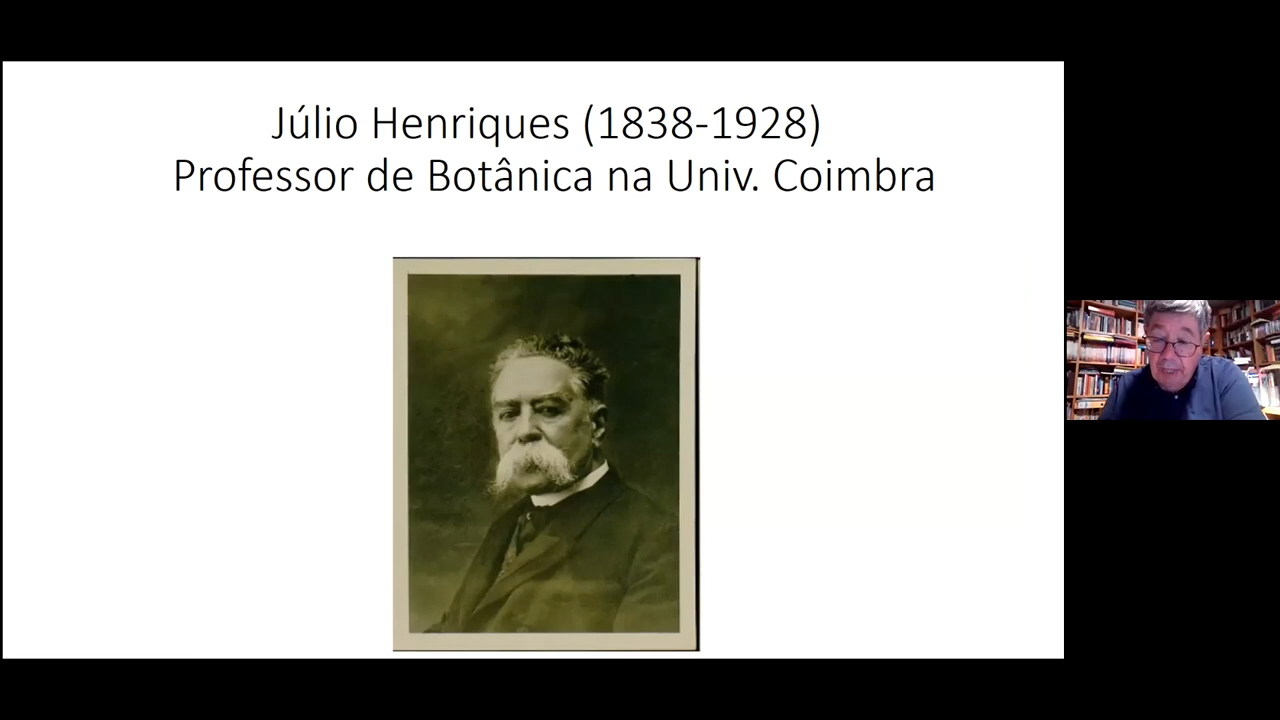 Júlio Henriques (1838-1928)
Professor de Botânica na Univ. Coimbra